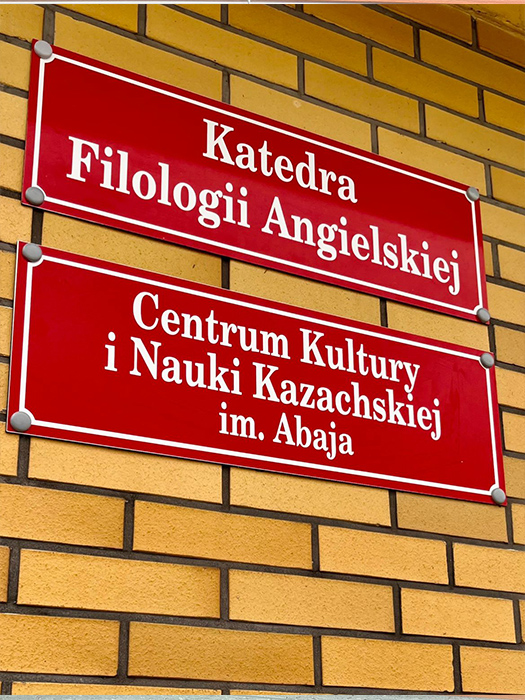 Katedra
Filologii Angielskiej
Centrum Kultury
i Nauki Kazachskiej
im. Abaja